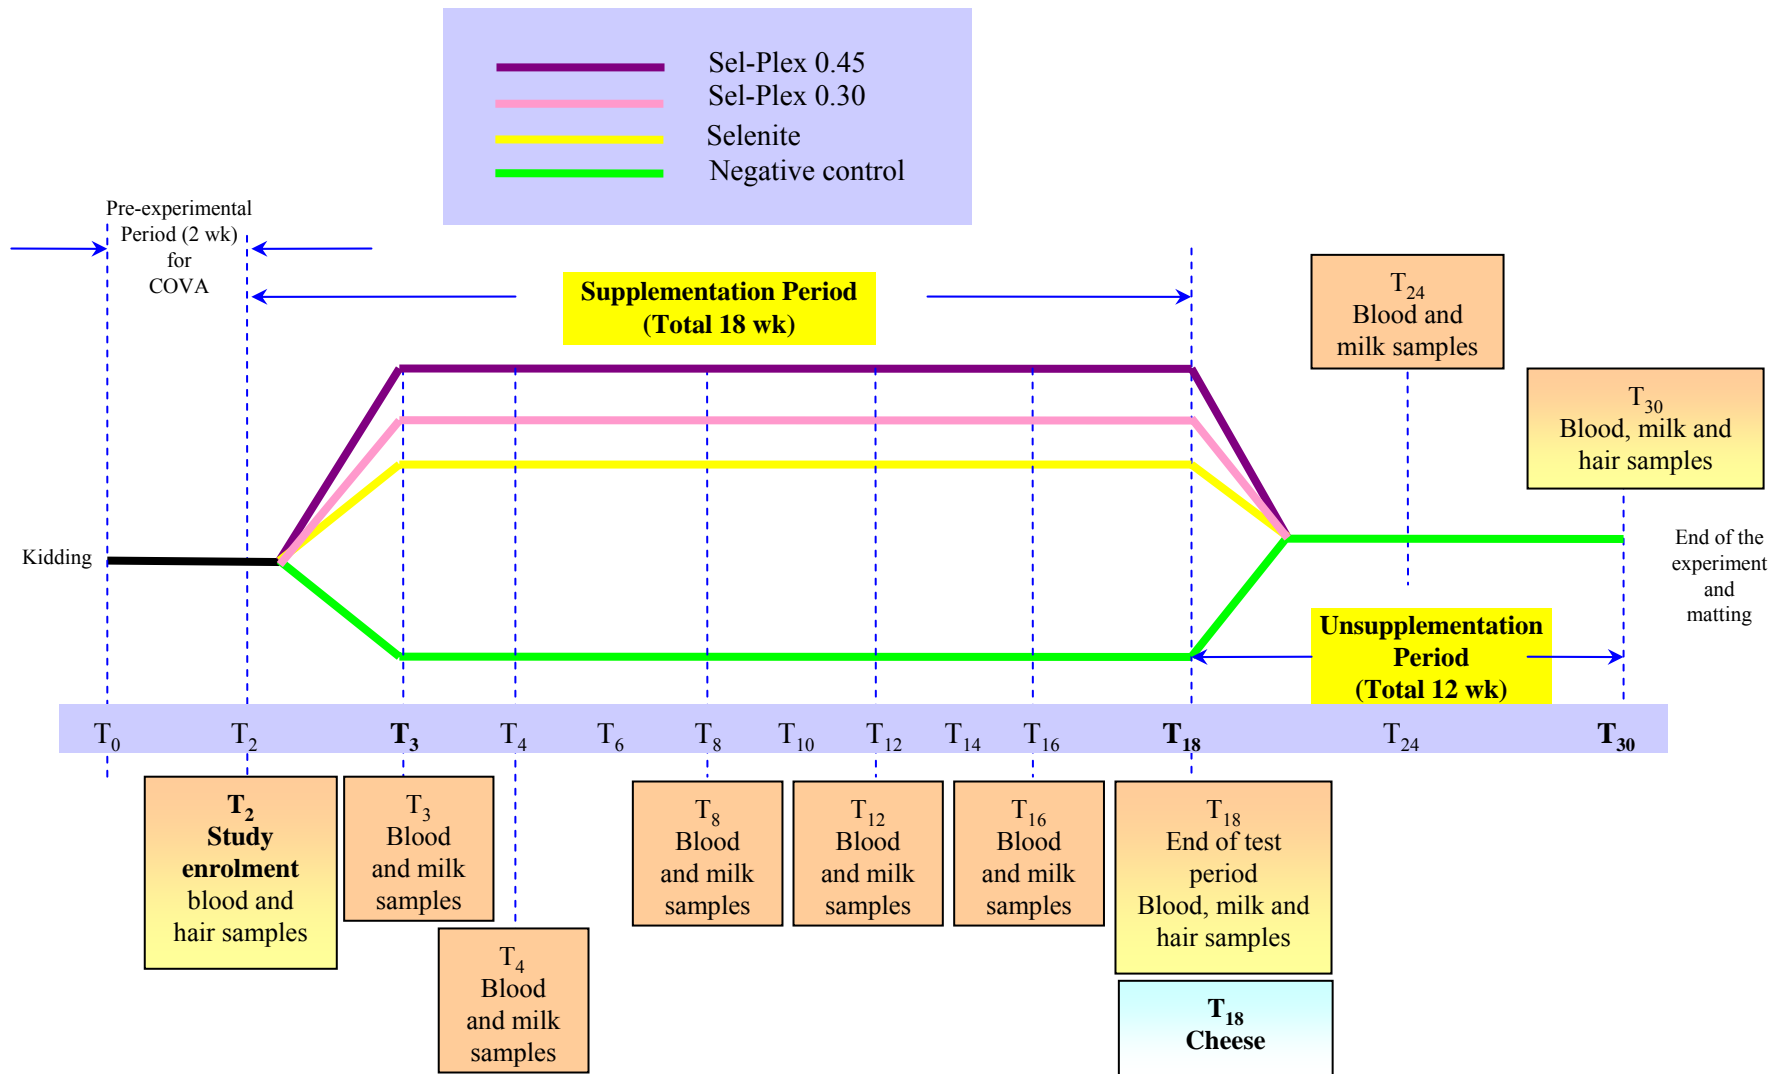 Sel-Plex 0.45
Sel-Plex 0.30
Selenite
Negative control
Pre-experimental
Period (2 wk)
for
COVA
Supplementation Period
(Total 18 wk)
T24
Blood and
milk samples
T30
Blood, milk and
hair samples
Kidding
End of the
experiment
and
matting
Unsupplementation
Period
(Total 12 wk)
T0 T2 T3 T4 T6 T8 T10 T12 T14 T16 T18 T24 T30
T2
Study
enrolment
blood and
hair samples
T3
Blood
and milk
samples
T4
Blood
and milk
samples
T8
Blood
and milk
samples
T12
Blood
and milk
samples
T16
Blood
and milk
samples
T18
End of test
period
Blood, milk and
hair samples
T18
Cheese